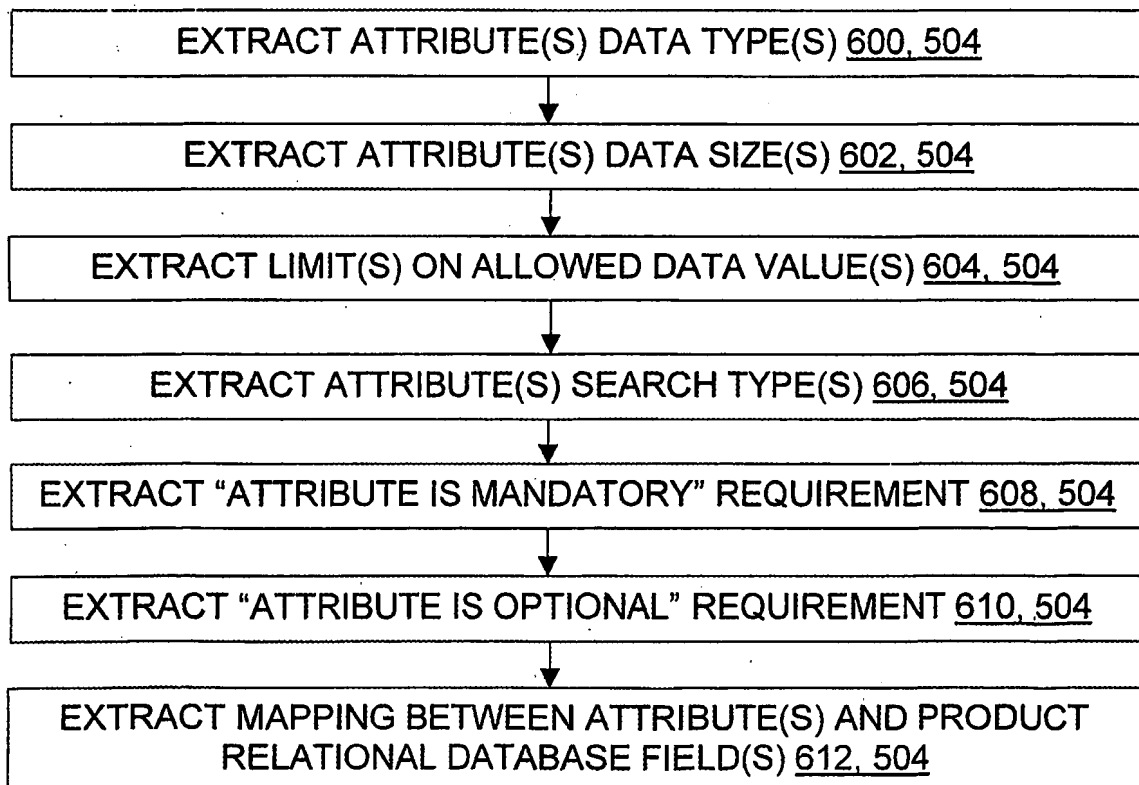 EXTRACT ATTRIBUTE(S) DATA TYPE(S) 600, 504
EXTRACT ATTRIBUTE(S) DATA SIZE(S) 602, 504
EXTRACT LIMIT(S) ON ALLOWED DATA VALUE(S) 604, 504
EXTRACT ATTRIBUTE(S) SEARCH TYPE(S) 606, 504
EXTRACT “ATTRIBUTE IS MANDATORY” REQUIREMENT 608, 504
EXTRACT “ATTRIBUTE IS OPTIONAL” REQUIREMENT 610, 504
EXTRACT MAPPING BETWEEN ATTRIBUTE(S) AND PRODUCT
RELATIONAL DATABASE FIELD(S) 612, 504